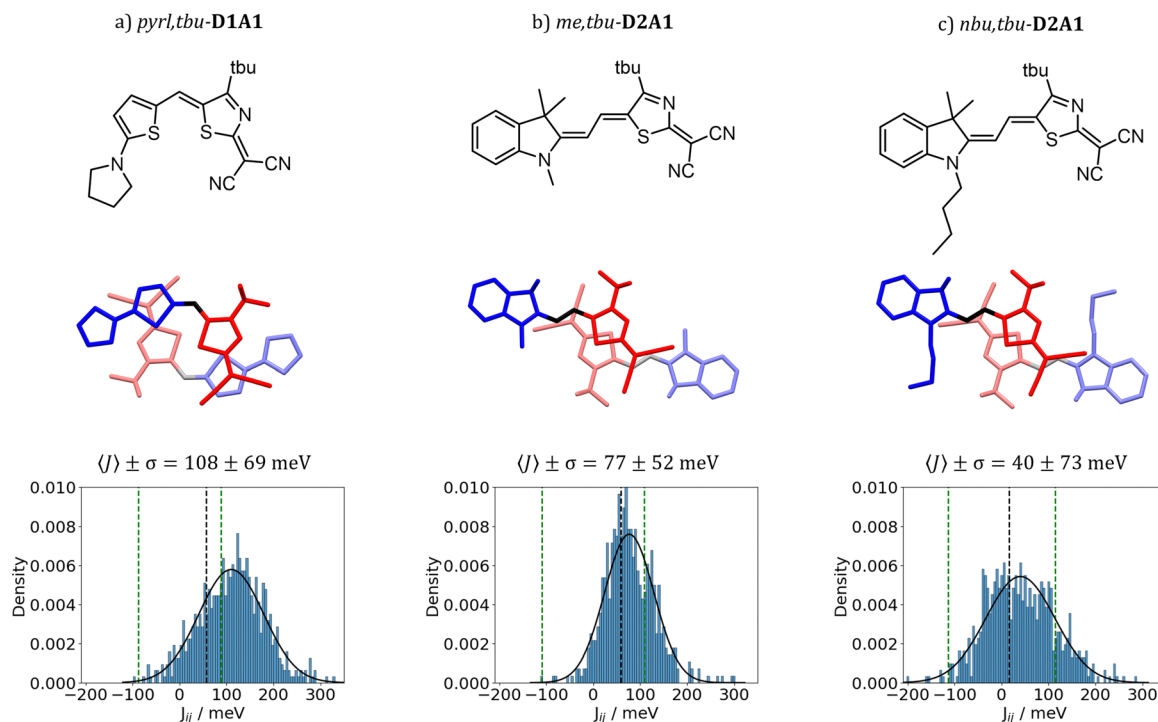 a) pyrl,tbu-D1A1
b) me,tbu-D2A1
c) nbu,tbu-D2A1
tbu
N
S
S
N
CN
NC
tbu
N
S
N
CN
NC
tbu
N
S
N
CN
NC
⟨J⟩ ± σ = 108 ± 69 meV
⟨J⟩ ± σ = 77 ± 52 meV
⟨J⟩ ± σ = 40 ± 73 meV
Density
0.010
0.008
0.006
0.004
0.002
0.000
−200 −100 0 100 200 300
J_ij / meV
Density
0.010
0.008
0.006
0.004
0.002
0.000
−200 −100 0 100 200 300
J_ij / meV
Density
0.010
0.008
0.006
0.004
0.002
0.000
−200 −100 0 100 200 300
J_ij / meV